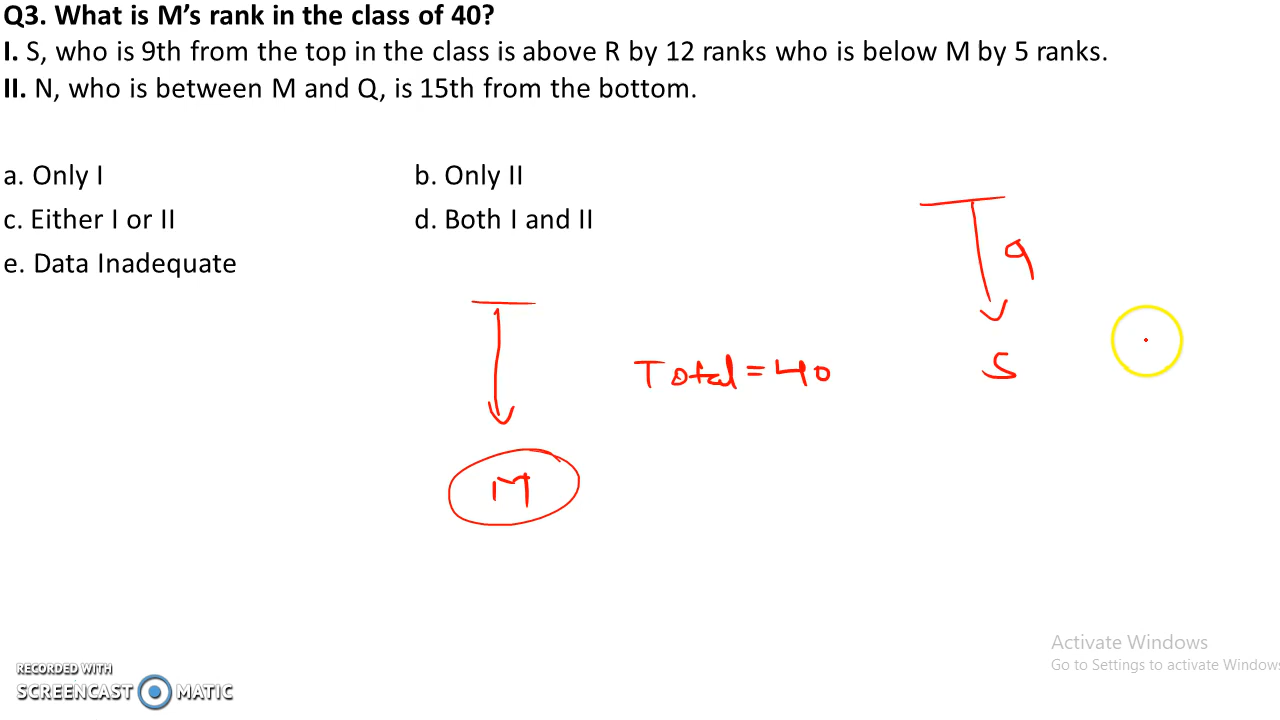 Q3. What is M’s rank in the class of 40?
I. S, who is 9th from the top in the class is above R by 12 ranks who is below M by 5 ranks.
II. N, who is between M and Q, is 15th from the bottom.
a. Only I
b. Only II
c. Either I or II
d. Both I and II
e. Data Inadequate
9
Total = 40
S
M
Activate Windows
Go to Settings to activate Windows
RECORDED WITH
SCREENCAST MATIC